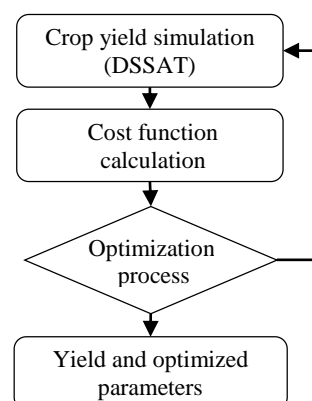 Crop yield simulation
(DSSAT)
Cost function
calculation
Optimization
process
Yield and optimized
parameters